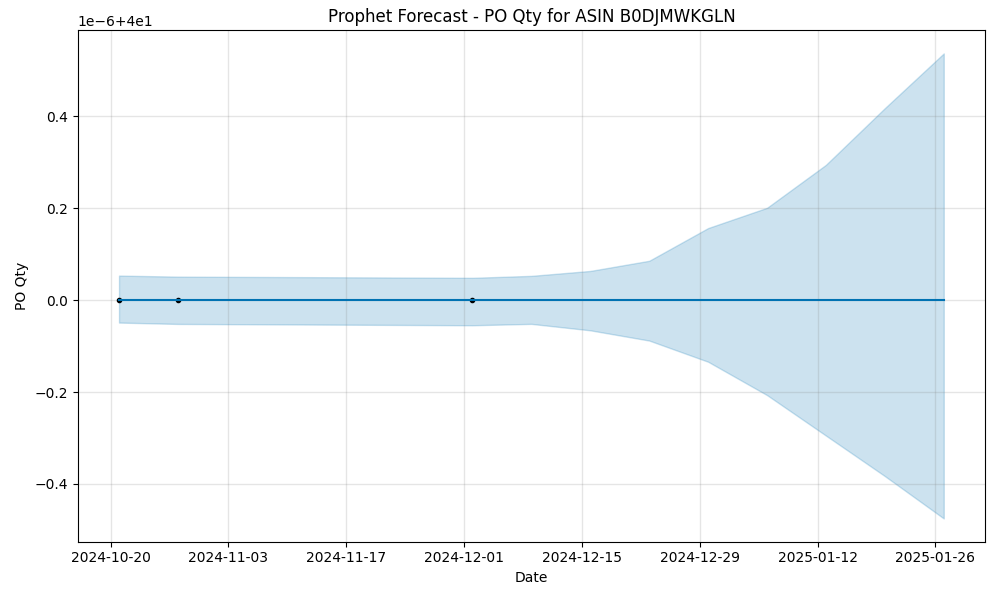 Prophet Forecast - PO Qty for ASIN B0DJMWKGLN
1e−6+4e1
0.4
0.2
0.0
−0.2
−0.4
PO Qty
2024-10-20 2024-11-03 2024-11-17 2024-12-01 2024-12-15 2024-12-29 2025-01-12 2025-01-26
Date